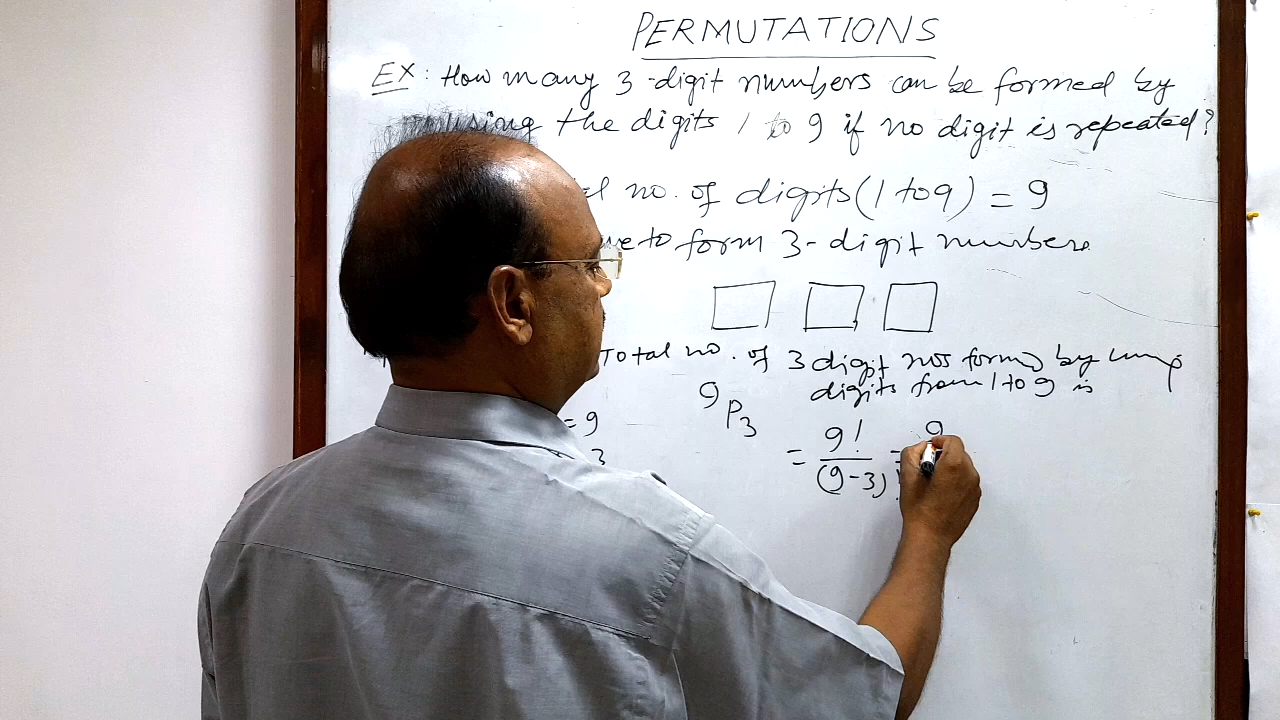 PERMUTATIONS
Ex: How many 3-digit numbers can be formed by
using the digits 1 to 9 if no digit is repeated?
no. of digits (1 to 9) = 9
to form 3-digit numbers
Total no. of 3 digit nos formed by using
digits from 1 to 9 is
9P3
= 9
3
= 9!/(9-3)! = 9